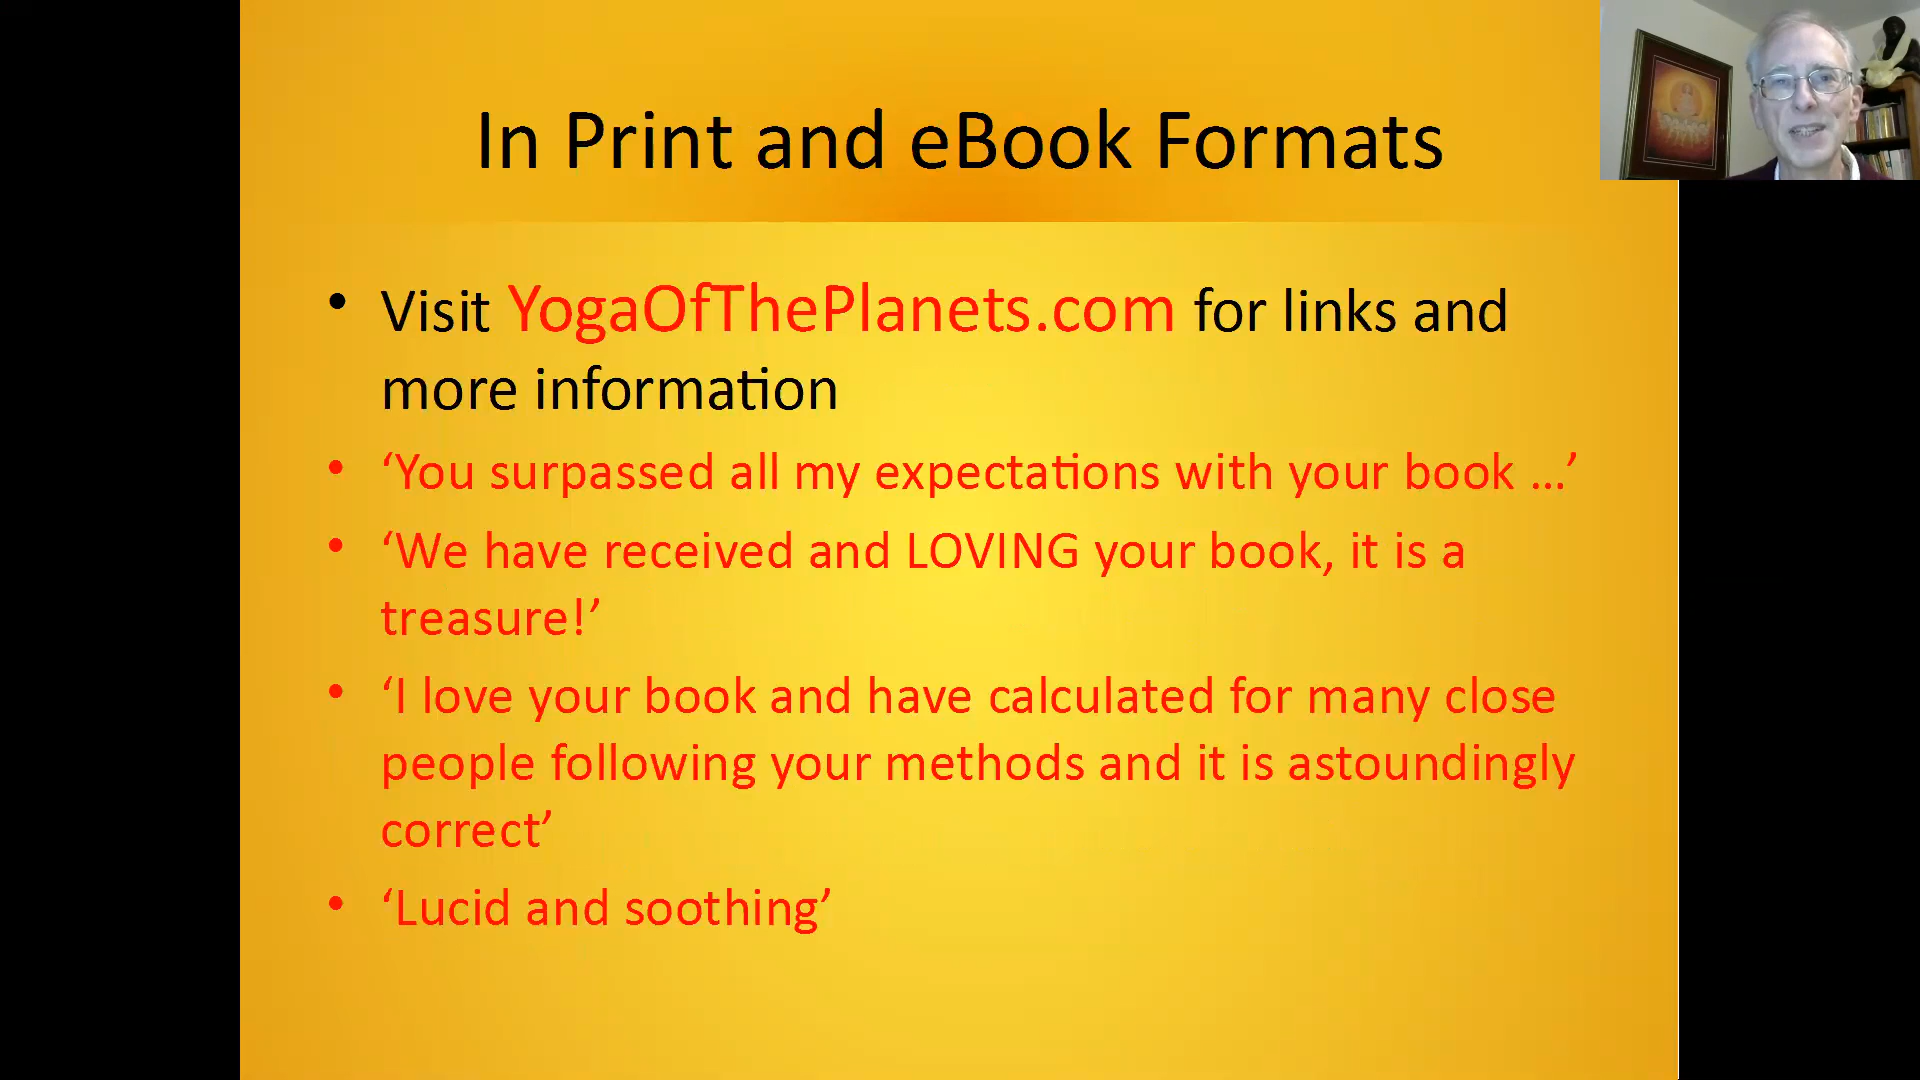 In Print and eBook Formats
• Visit YogaOfThePlanets.com for links and
more information
• ‘You surpassed all my expectations with your book ...’
• ‘We have received and LOVING your book, it is a
treasure!’
• ‘I love your book and have calculated for many close
people following your methods and it is astoundingly
correct’
• ‘Lucid and soothing’